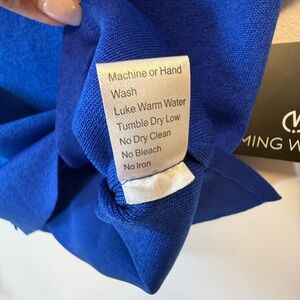 Machine or Hand
Wash
Luke Warm Water
Tumble Dry Low
No Dry Clean
No Bleach
No Iron
MING W